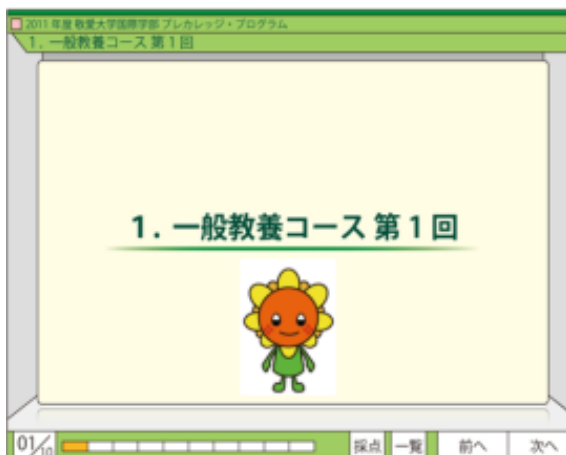 2011 年度 敬愛大学国際学部 プレカレッジ・プログラム
1. 一般教養コース 第1回
1. 一般教養コース 第1回
01/10
採点
一覧
前へ
次へ